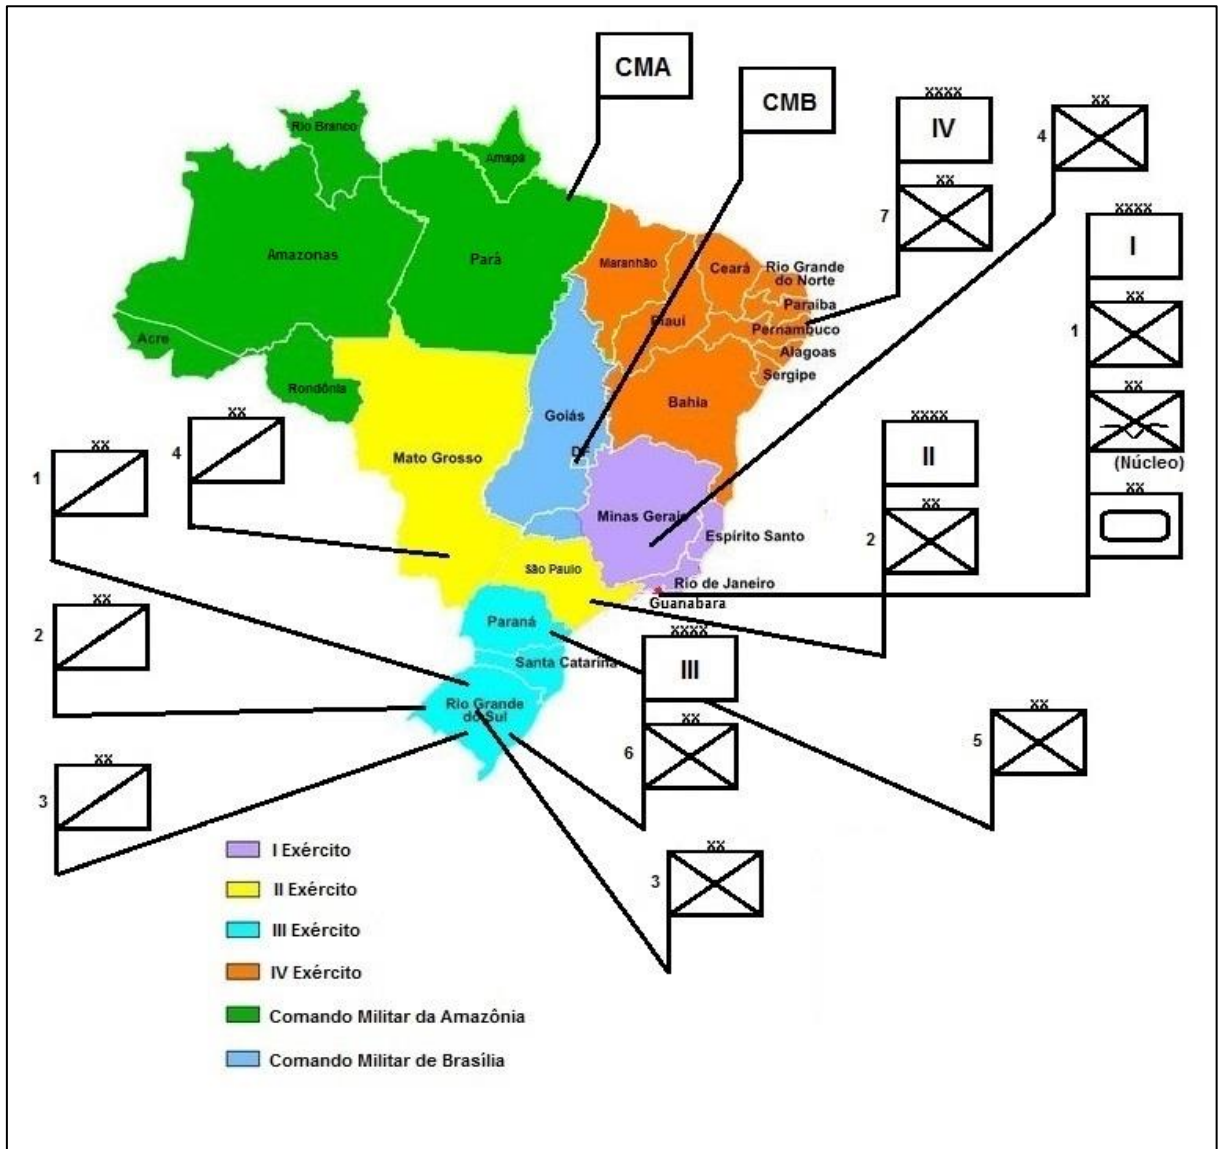 CMA
CMB
XXXX
IV
XX
7
XX
4
XXXX
I
XX
1
XX
(Núcleo)
XX
Rio Branco
Amapá
Amazonas
Pará
Maranhão
Ceará
Rio Grande
do Norte
Paraíba
Piauí
Pernambuco
Alagoas
Sergipe
Acre
Rondônia
Bahia
Goiás
DF
Mato Grosso
Minas Gerais
Espírito Santo
São Paulo
Rio de Janeiro
Guanabara
Paraná
Santa Catarina
Rio Grande
do Sul
XX
4
XX
1
XX
2
XX
3
XXXX
II
XX
2
XXXX
III
XX
6
XX
5
XX
3
I Exército
II Exército
III Exército
IV Exército
Comando Militar da Amazônia
Comando Militar de Brasília